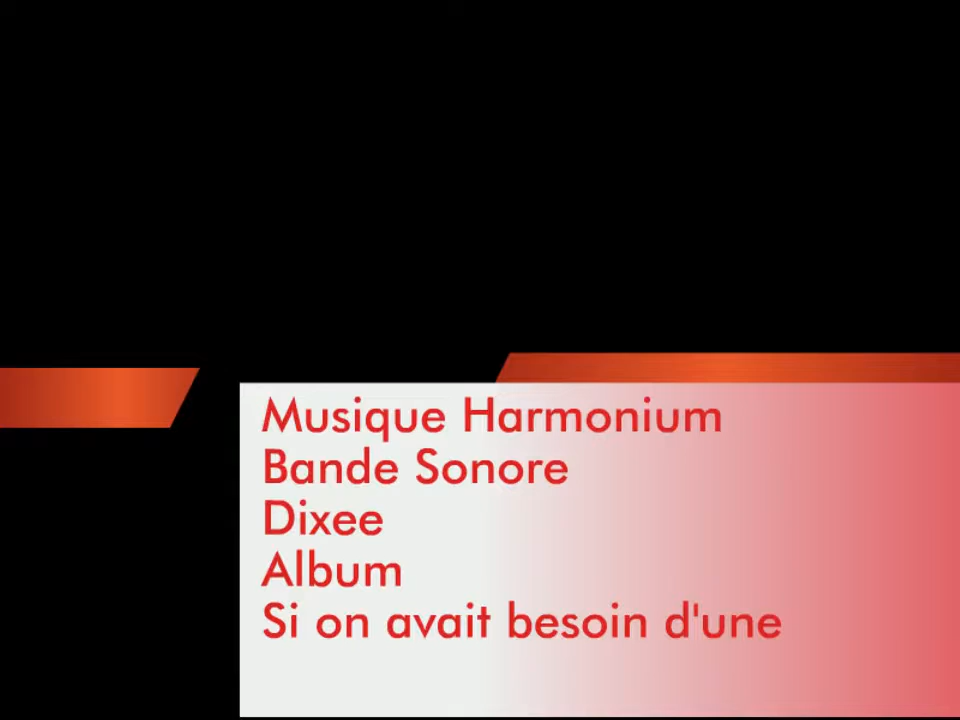 Musique Harmonium
Bande Sonore
Dixee
Album
Si on avait besoin d'une